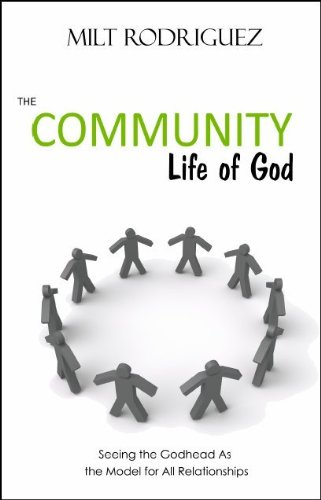 MILT RODRIGUEZ
THE
COMMUNITY
Life of God
Seeing the Godhead As
the Model for All Relationships